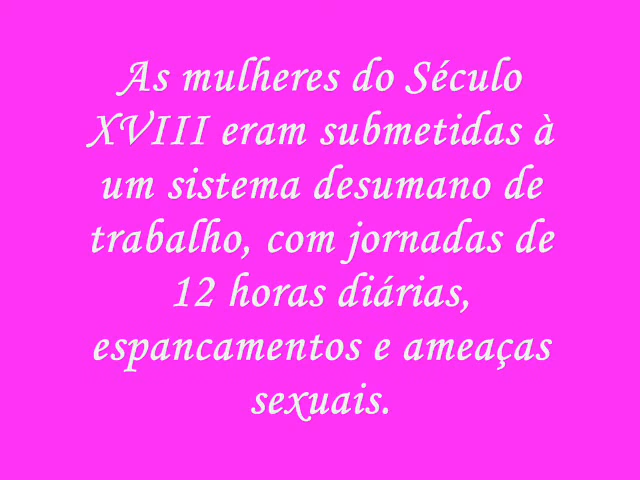 As mulheres do Século
XVIII eram submetidas à
um sistema desumano de
trabalho, com jornadas de
12 horas diárias,
espancamentos e ameaças
sexuais.